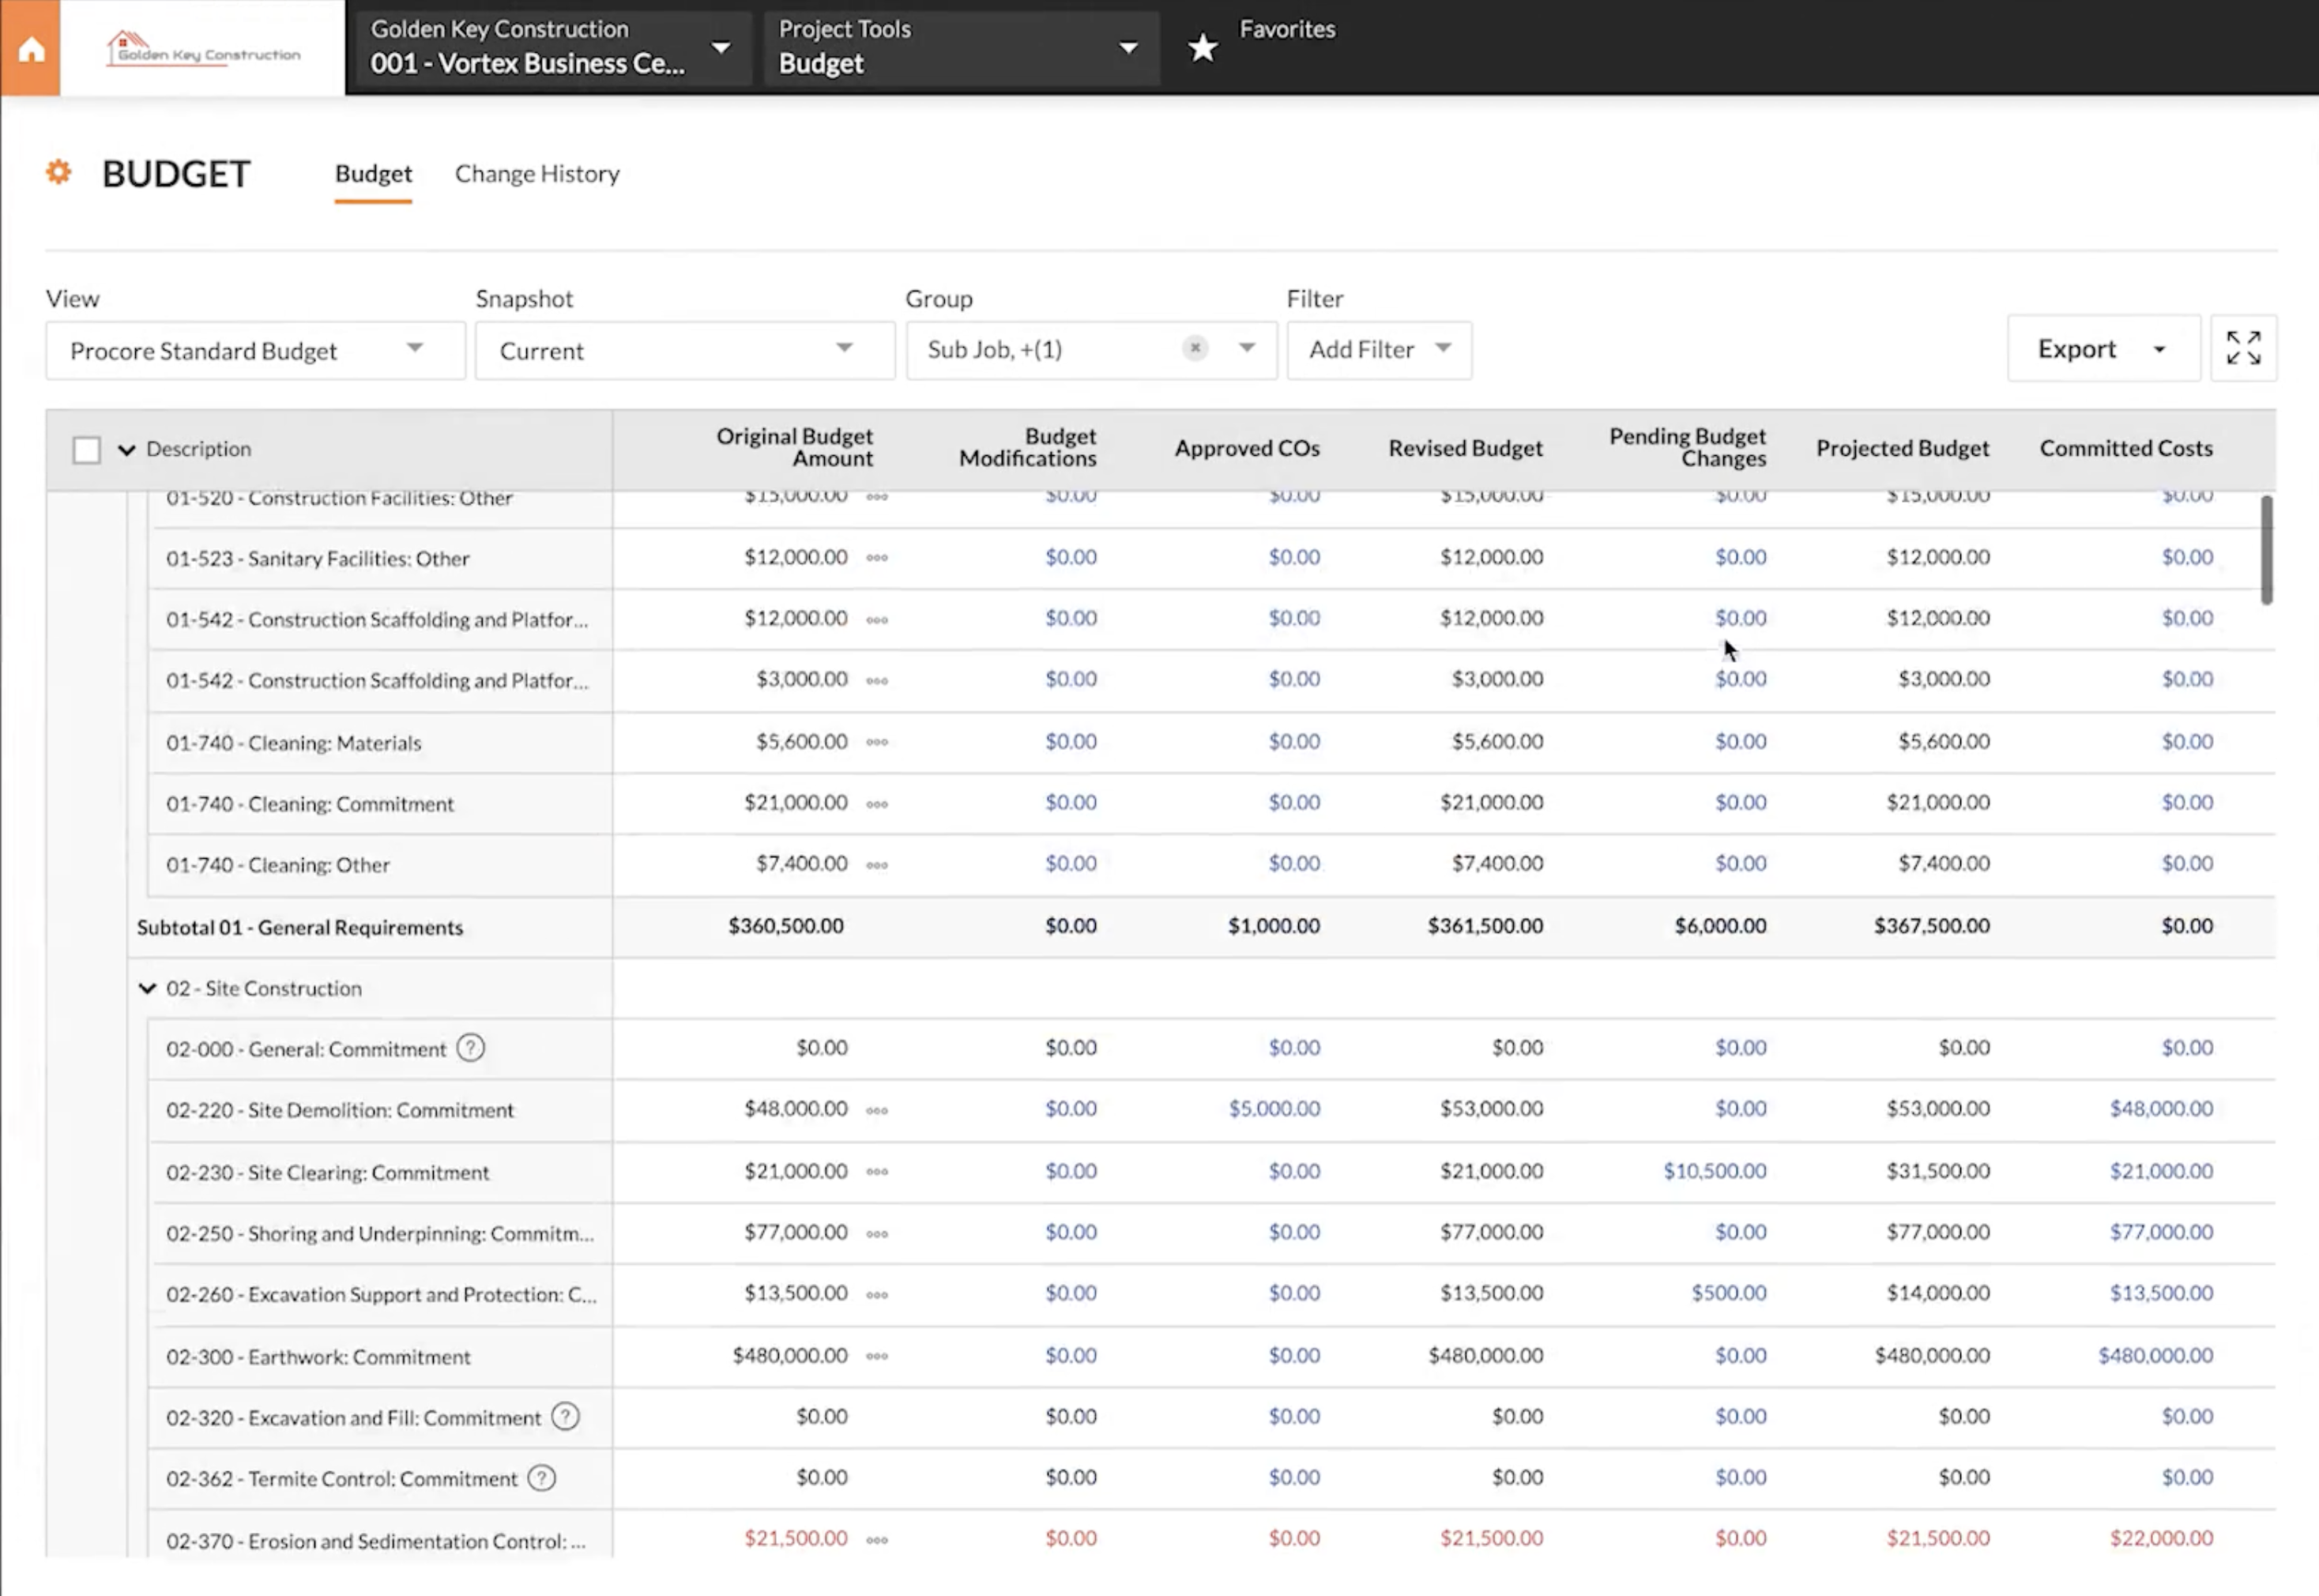 Golden Key Construction
Golden Key Construction
001 - Vortex Business Ce...
Project Tools
Budget
Favorites
BUDGET
Budget
Change History
View
Snapshot
Group
Filter
Procore Standard Budget
Current
Sub Job, +(1)
Add Filter
Export
Description
Original Budget Amount
Budget Modifications
Approved COs
Revised Budget
Pending Budget Changes
Projected Budget
Committed Costs
01-520 - Construction Facilities: Other $15,000.00 $0.00 $0.00 $15,000.00 $0.00 $15,000.00 $0.00
01-523 - Sanitary Facilities: Other $12,000.00 $0.00 $0.00 $12,000.00 $0.00 $12,000.00 $0.00
01-542 - Construction Scaffolding and Platfor... $12,000.00 $0.00 $0.00 $12,000.00 $0.00 $12,000.00 $0.00
01-542 - Construction Scaffolding and Platfor... $3,000.00 $0.00 $0.00 $3,000.00 $0.00 $3,000.00 $0.00
01-740 - Cleaning: Materials $5,600.00 $0.00 $0.00 $5,600.00 $0.00 $5,600.00 $0.00
01-740 - Cleaning: Commitment $21,000.00 $0.00 $0.00 $21,000.00 $0.00 $21,000.00 $0.00
01-740 - Cleaning: Other $7,400.00 $0.00 $0.00 $7,400.00 $0.00 $7,400.00 $0.00
Subtotal 01 - General Requirements $360,500.00 $0.00 $1,000.00 $361,500.00 $6,000.00 $367,500.00 $0.00
02 - Site Construction
02-000 - General: Commitment ? $0.00 $0.00 $0.00 $0.00 $0.00 $0.00 $0.00
02-220 - Site Demolition: Commitment $48,000.00 $0.00 $5,000.00 $53,000.00 $0.00 $53,000.00 $48,000.00
02-230 - Site Clearing: Commitment $21,000.00 $0.00 $0.00 $21,000.00 $10,500.00 $31,500.00 $21,000.00
02-250 - Shoring and Underpinning: Commitm... $77,000.00 $0.00 $0.00 $77,000.00 $0.00 $77,000.00 $77,000.00
02-260 - Excavation Support and Protection: C... $13,500.00 $0.00 $0.00 $13,500.00 $500.00 $14,000.00 $13,500.00
02-300 - Earthwork: Commitment $480,000.00 $0.00 $0.00 $480,000.00 $0.00 $480,000.00 $480,000.00
02-320 - Excavation and Fill: Commitment ? $0.00 $0.00 $0.00 $0.00 $0.00 $0.00 $0.00
02-362 - Termite Control: Commitment ? $0.00 $0.00 $0.00 $0.00 $0.00 $0.00 $0.00
02-370 - Erosion and Sedimentation Control: ... $21,500.00 $0.00 $0.00 $21,500.00 $0.00 $21,500.00 $22,000.00